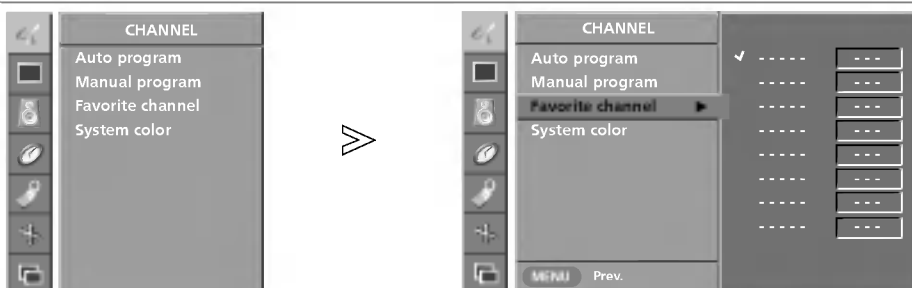 CHANNEL
Auto program
Manual program
Favorite channel
System color
CHANNEL
Auto program
Manual program
Favorite channel ►
System color
MENU Prev.
✔ - - - - - - - -
- - - - - - - -
- - - - - - - -
- - - - - - - -
- - - - - - - -
- - - - - - - -
- - - - - - - -
- - - - - - - -